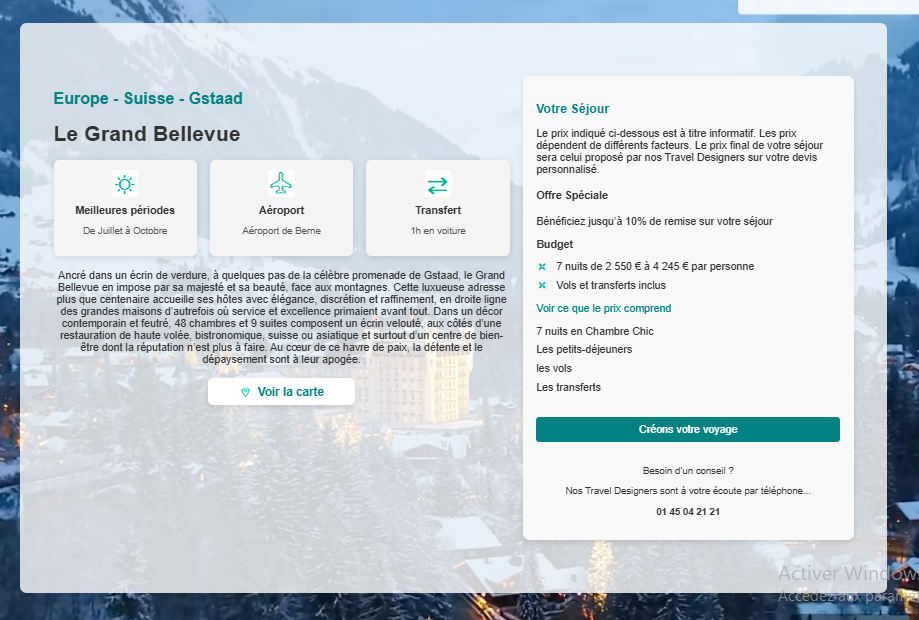 Europe - Suisse - Gstaad
Le Grand Bellevue
Meilleures périodes
De Juillet à Octobre
Aéroport
Aéroport de Berne
Transfert
1h en voiture
Ancré dans un écrin de verdure, à quelques pas de la célèbre promenade de Gstaad, le Grand
Bellevue en impose par sa majesté et sa beauté, face aux montagnes. Cette luxueuse adresse
plus que centenaire accueille ses hôtes avec élégance, discrétion et raffinement, en droite ligne
des grandes maisons d'autrefois où service et excellence primaient avant tout. Dans un décor
contemporain et feutré, 48 chambres et 9 suites composent un écrin velouté, aux côtés d'une
restauration de haute volée, bistronomique, suisse ou asiatique et surtout d'un centre de bien-
être dont la réputation n'est plus à faire. Au cœur de ce havre de paix, la détente et le
dépaysement sont à leur apogée.
Voir la carte
Votre Séjour
Le prix indiqué ci-dessous est à titre informatif. Les prix
dépendent de différents facteurs. Le prix final de votre séjour
sera celui proposé par nos Travel Designers sur votre devis
personnalisé.
Offre Spéciale
Bénéficiez jusqu'à 10% de remise sur votre séjour
Budget
7 nuits de 2 550 € à 4 245 € par personne
Vols et transferts inclus
Voir ce que le prix comprend
7 nuits en Chambre Chic
Les petits-déjeuners
les vols
Les transferts
Créons votre voyage
Besoin d'un conseil ?
Nos Travel Designers sont à votre écoute par téléphone...
01 45 04 21 21
Activer Window
Accédez aux param